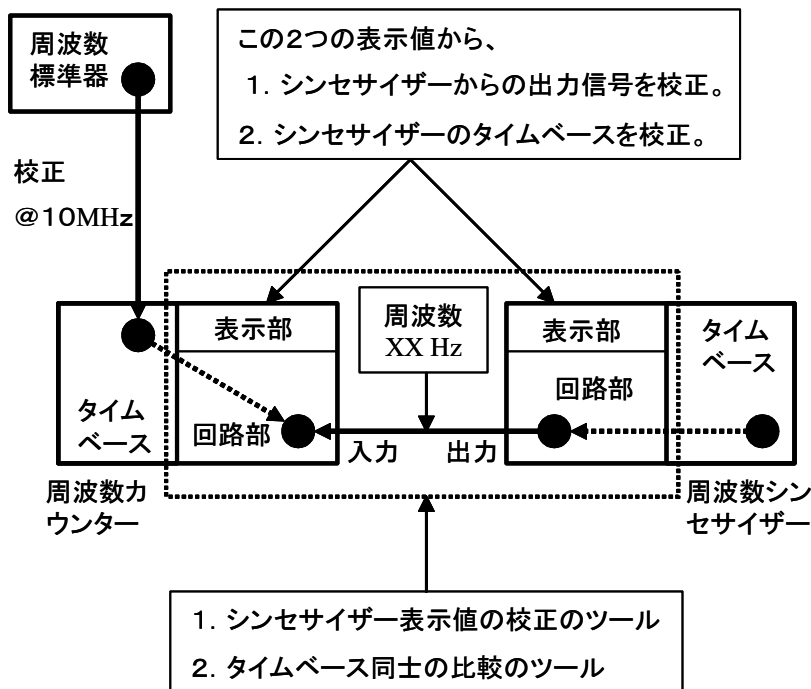 周波数
標準器
この2つの表示値から、
1. シンセサイザーからの出力信号を校正。
2. シンセサイザーのタイムベースを校正。
校正
@10MHz
表示部
周波数
XX Hz
表示部
タイム
ベース
タイム
ベース
回路部
入力
出力
回路部
周波数カ
ウンター
周波数シン
セサイザー
1. シンセサイザー表示値の校正のツール
2. タイムベース同士の比較のツール